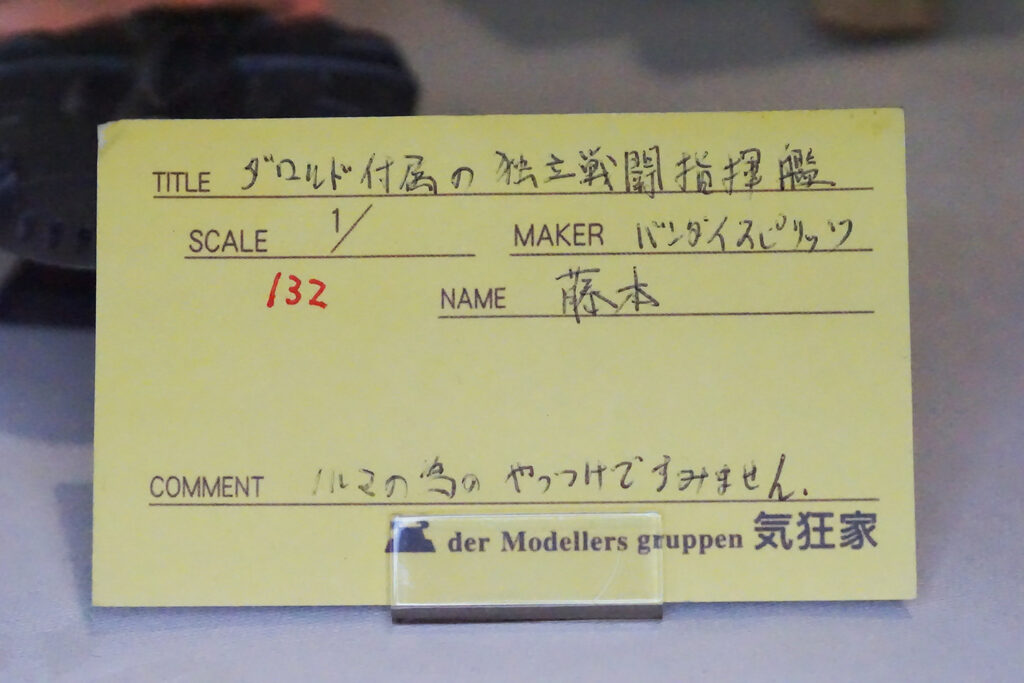 TITLE ダロルド付属の独立戦闘指揮艦
SCALE 1/ MAKER バンダイスピリッツ
132 NAME 藤本
COMMENT ノルマの為のやっつけですみません.
der Modellers gruppen 気狂家